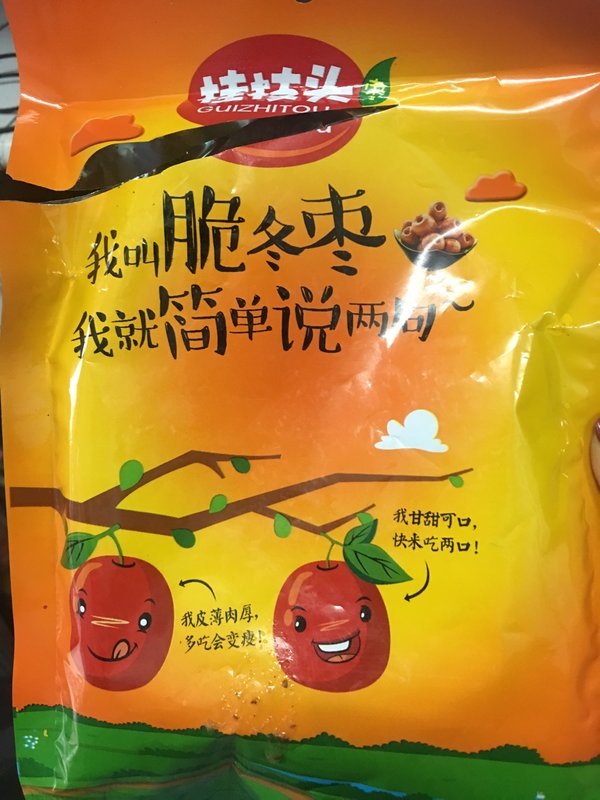 桂枝头
枣
GUIZHITOU
我叫脆冬枣
我就简单说两句~
我甘甜可口，
快来吃两口！
我皮薄肉厚，
多吃会变瘦！